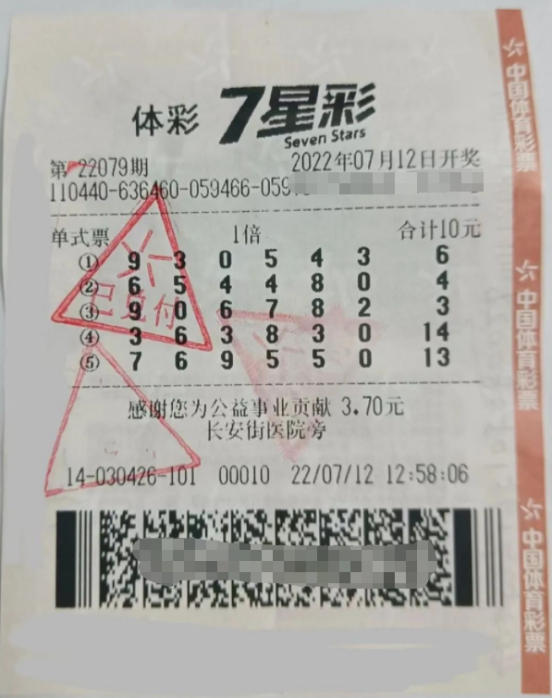 体彩 7星彩
Seven Stars
第 22079期 2022年07月12日开奖
110440-636460-059466-059
单式票 1倍 合计10元
① 9 3 0 5 4 3 6
② 6 5 4 4 8 0 4
③ 9 0 6 7 8 2 3
④ 3 6 3 8 3 0 14
⑤ 7 6 9 5 5 0 13
已兑付
感谢您为公益事业贡献 3.70元
长安街医院旁
14-030426-101 00010 22/07/12 12:58:06
中国体育彩票
中国体育彩票
中国体育彩票